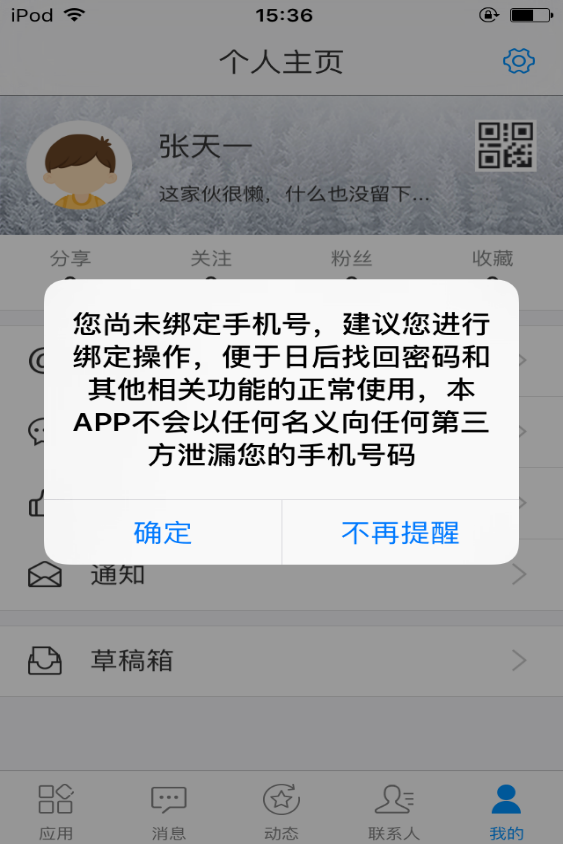 iPod 15:36
个人主页
张天一
这家伙很懒，什么也没留下...
分享 关注 粉丝 收藏
您尚未绑定手机号，建议您进行
绑定操作，便于日后找回密码和
其他相关功能的正常使用，本
APP不会以任何名义向任何第三
方泄漏您的手机号码
确定 不再提醒
通知
草稿箱
应用 消息 动态 联系人 我的